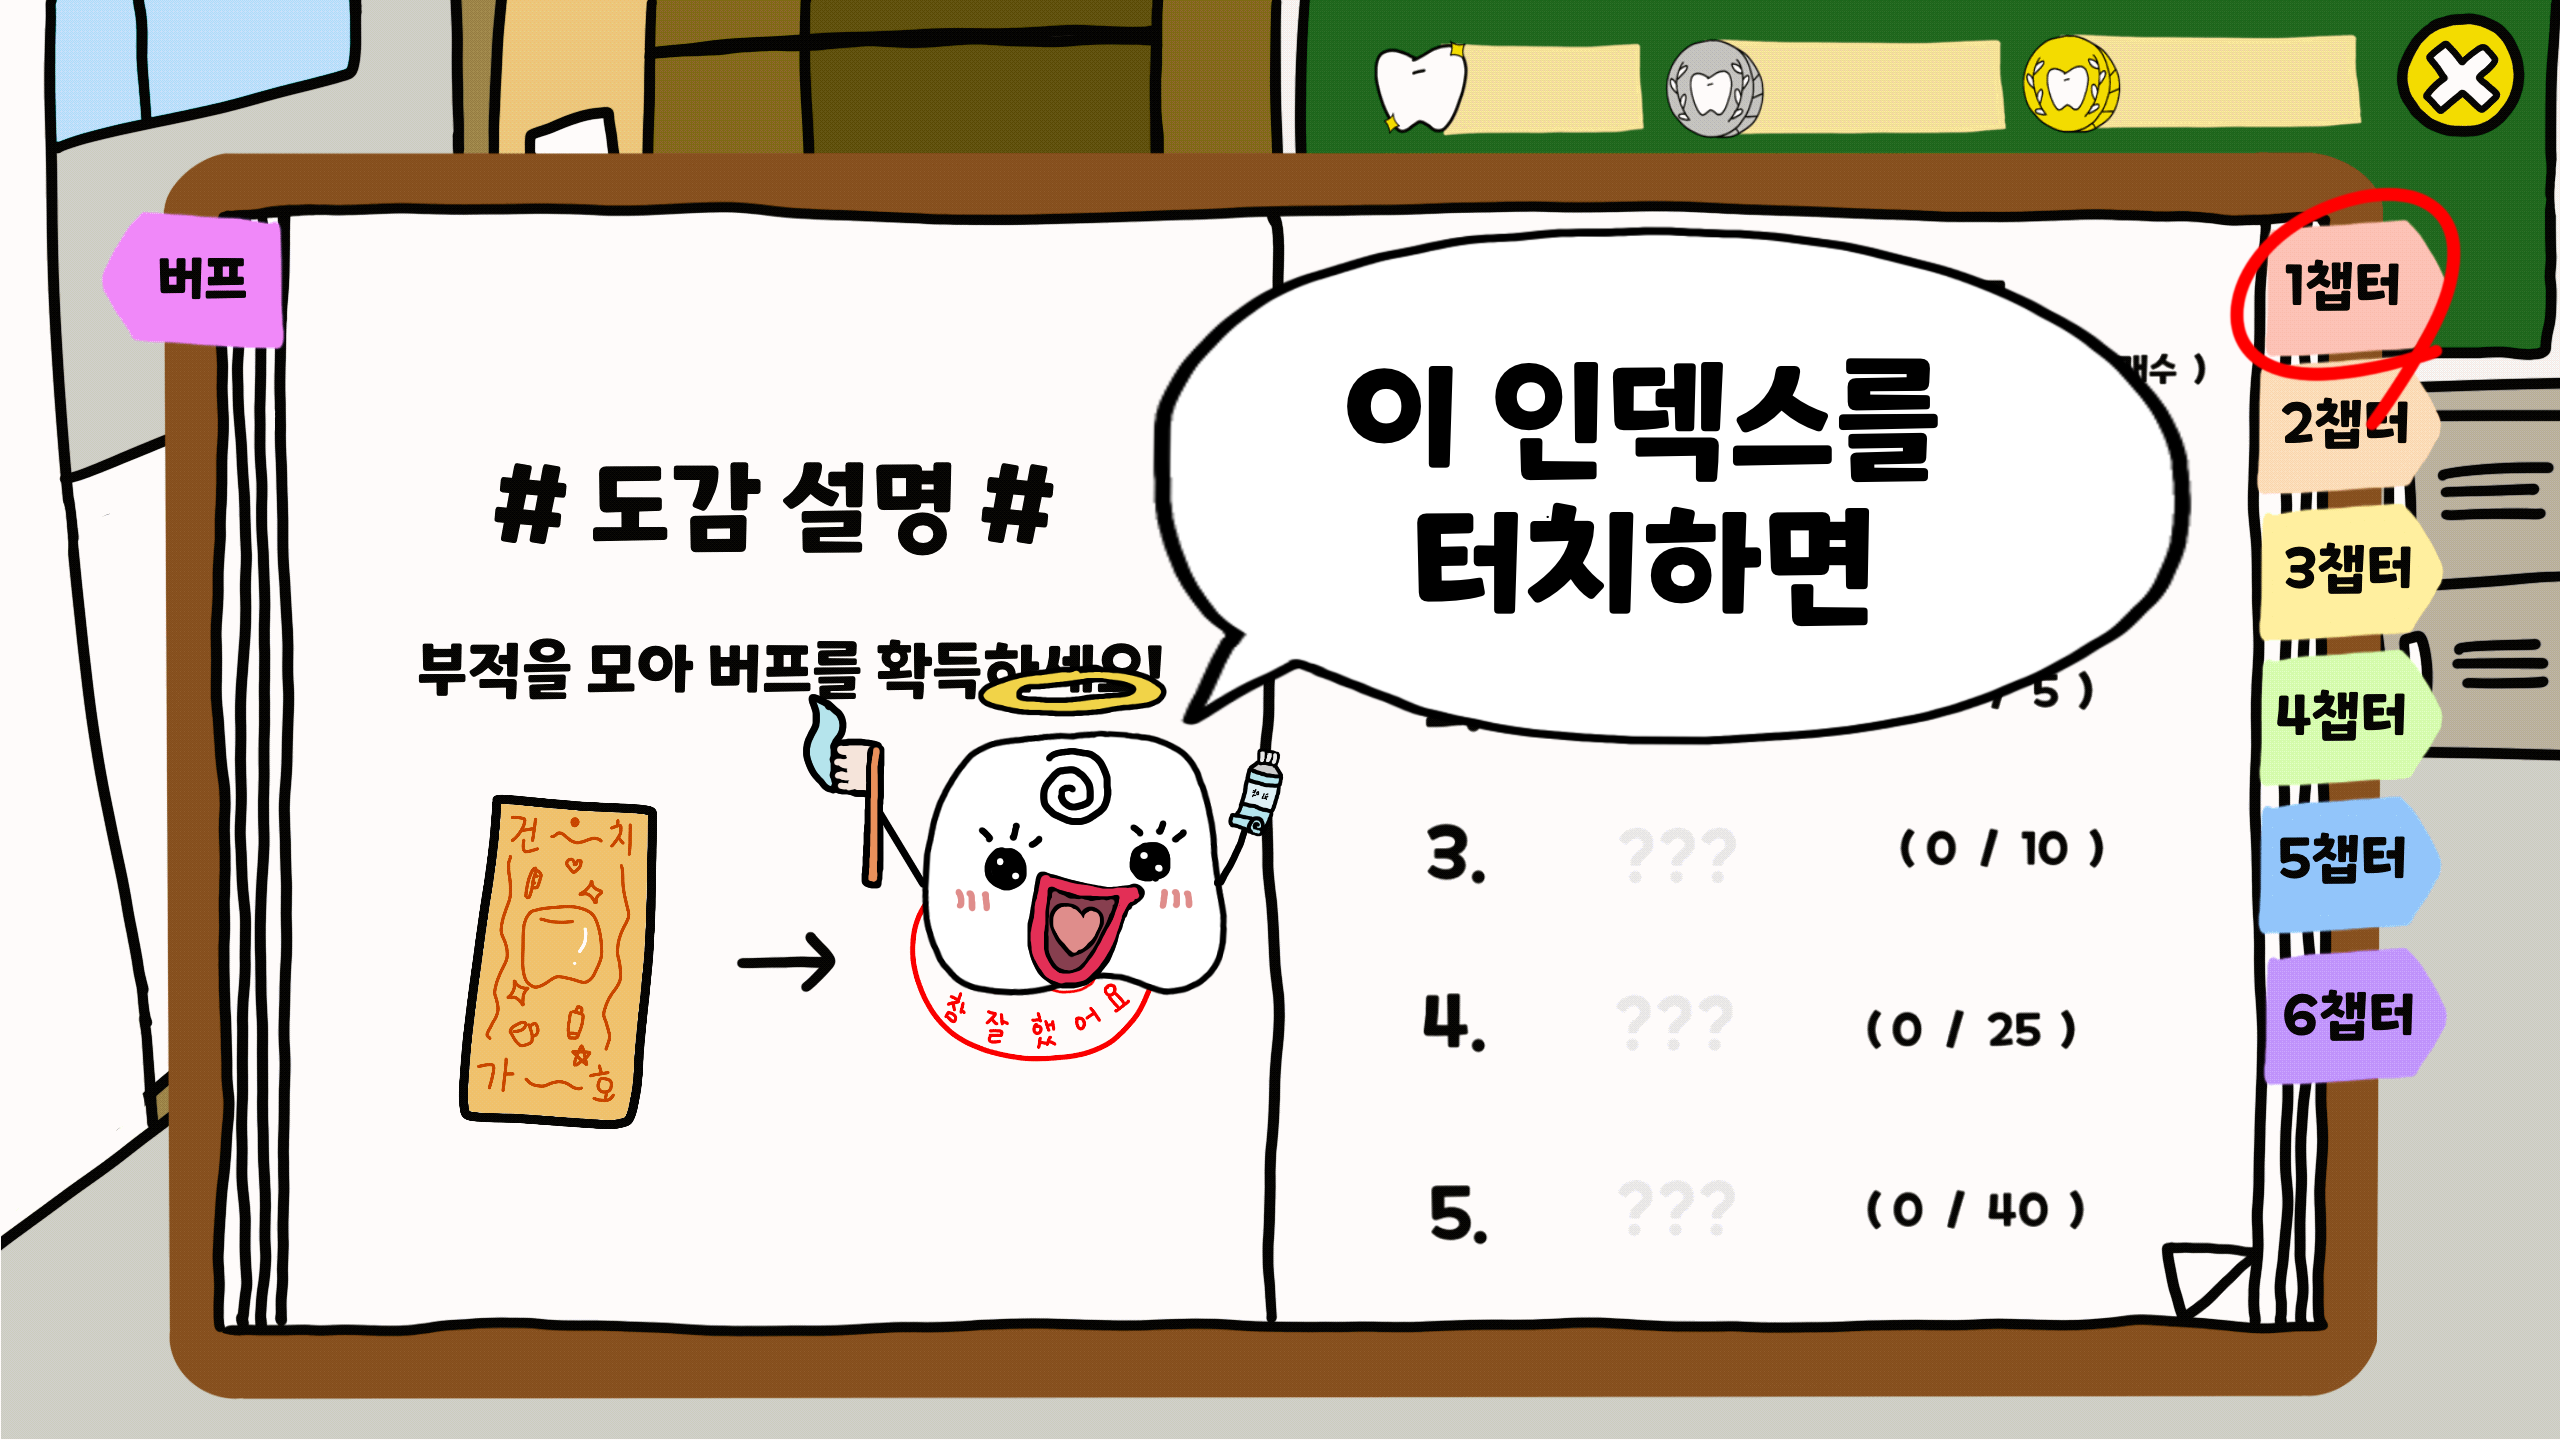 버프
# 도감 설명 #
부적을 모아 버프를 확득하세요!
건 치
가 호
참 잘 했 어 요
이 인덱스를
터치하면
수 )
5 )
3. ??? ( 0 / 10 )
4. ??? ( 0 / 25 )
5. ??? ( 0 / 40 )
1챕터
2챕터
3챕터
4챕터
5챕터
6챕터